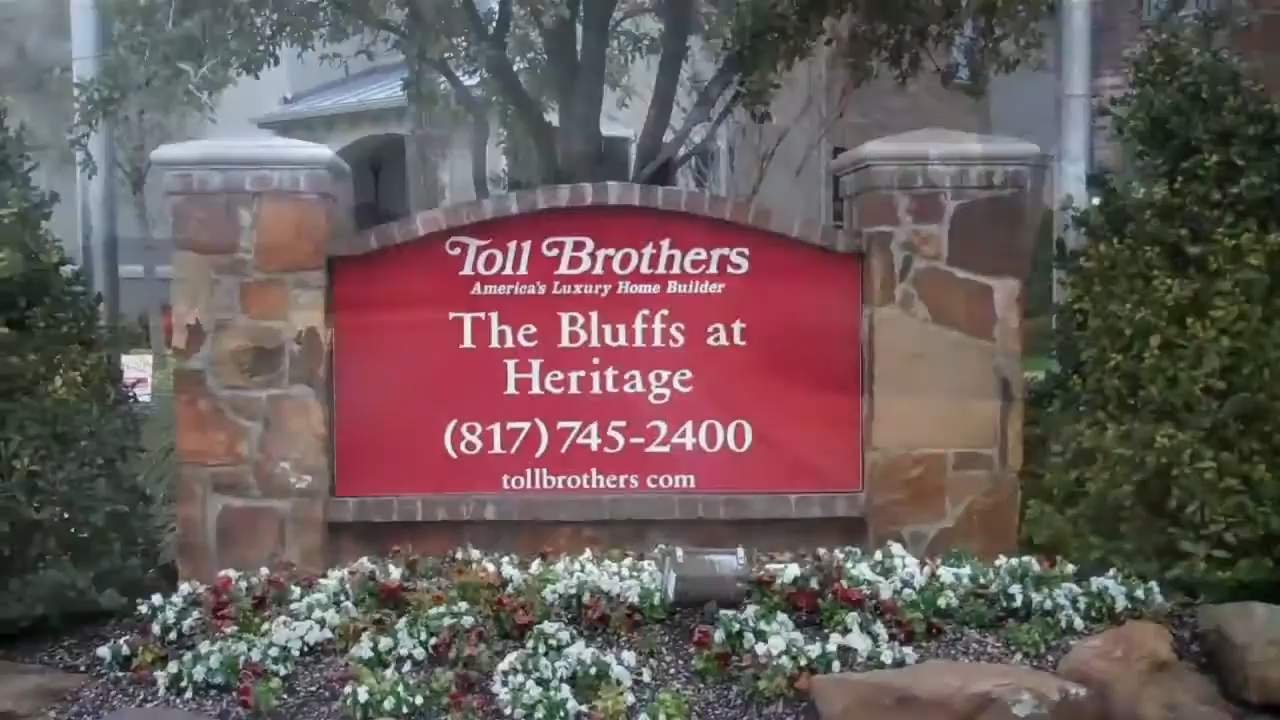 Toll Brothers
America's Luxury Home Builder
The Bluffs at
Heritage
(817) 745-2400
tollbrothers com